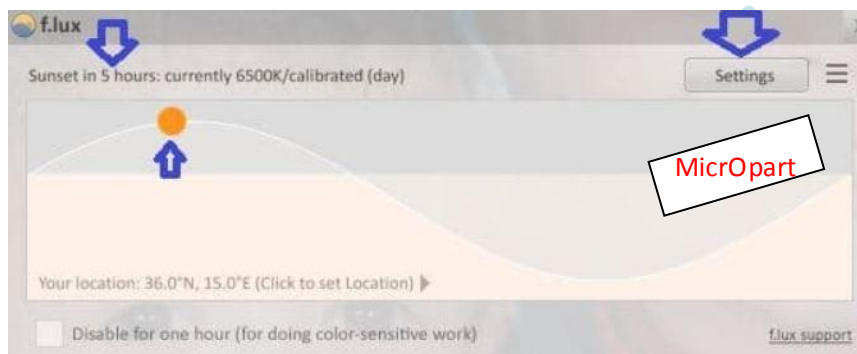 f.lux
Sunset in 5 hours: currently 6500K/calibrated (day)
Settings
MicrOpart
Your location: 36.0°N, 15.0°E (Click to set Location)
Disable for one hour (for doing color-sensitive work)
f.lux support